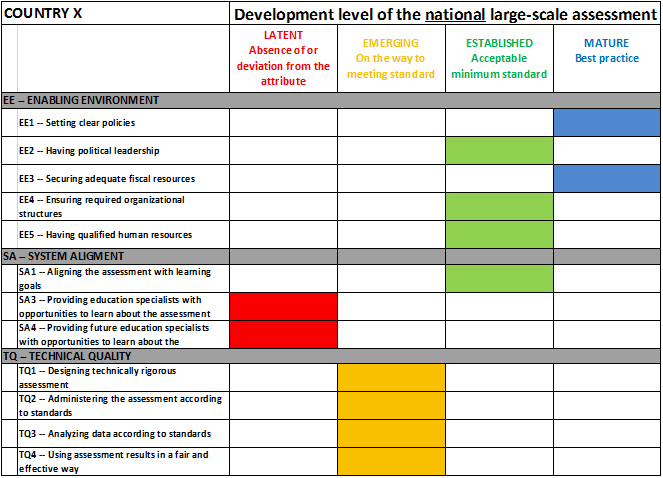 COUNTRY X
Development level of the national large-scale assessment
LATENT
Absence of or
deviation from the
attribute
EMERGING
On the way to
meeting standard
ESTABLISHED
Acceptable
minimum standard
MATURE
Best practice
EE -- ENABLING ENVIRONMENT
EE1 -- Setting clear policies
EE2 -- Having political leadership
EE3 -- Securing adequate fiscal resources
EE4 -- Ensuring required organizational
structures
EE5 -- Having qualified human resources
SA -- SYSTEM ALIGMENT
SA1 -- Aligning the assessment with learning
goals
SA3 -- Providing education specialists with
opportunities to learn about the assessment
SA4 -- Providing future education specialists
with opportunities to learn about the
TQ -- TECHNICAL QUALITY
TQ1 -- Designing technically rigorous
assessment
TQ2 -- Administering the assessment according
to standards
TQ3 -- Analyzing data according to standards
TQ4 -- Using assessment results in a fair and
effective way